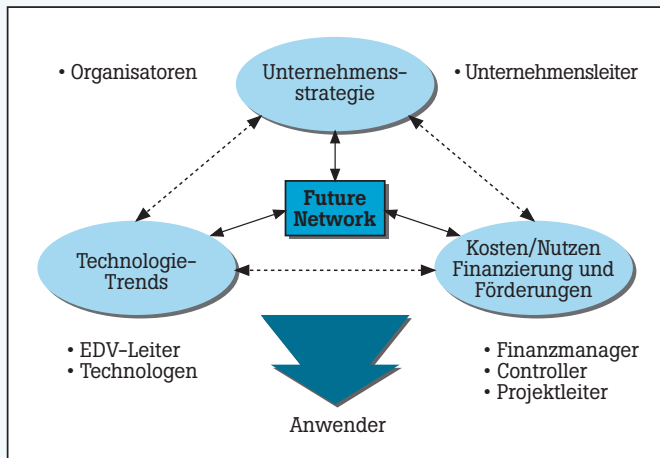 • Organisatoren
Unternehmens-
strategie
• Unternehmensleiter
Future
Network
Technologie-
Trends
Kosten/Nutzen
Finanzierung und
Förderungen
• EDV-Leiter
• Technologen
• Finanzmanager
• Controller
• Projektleiter
Anwender